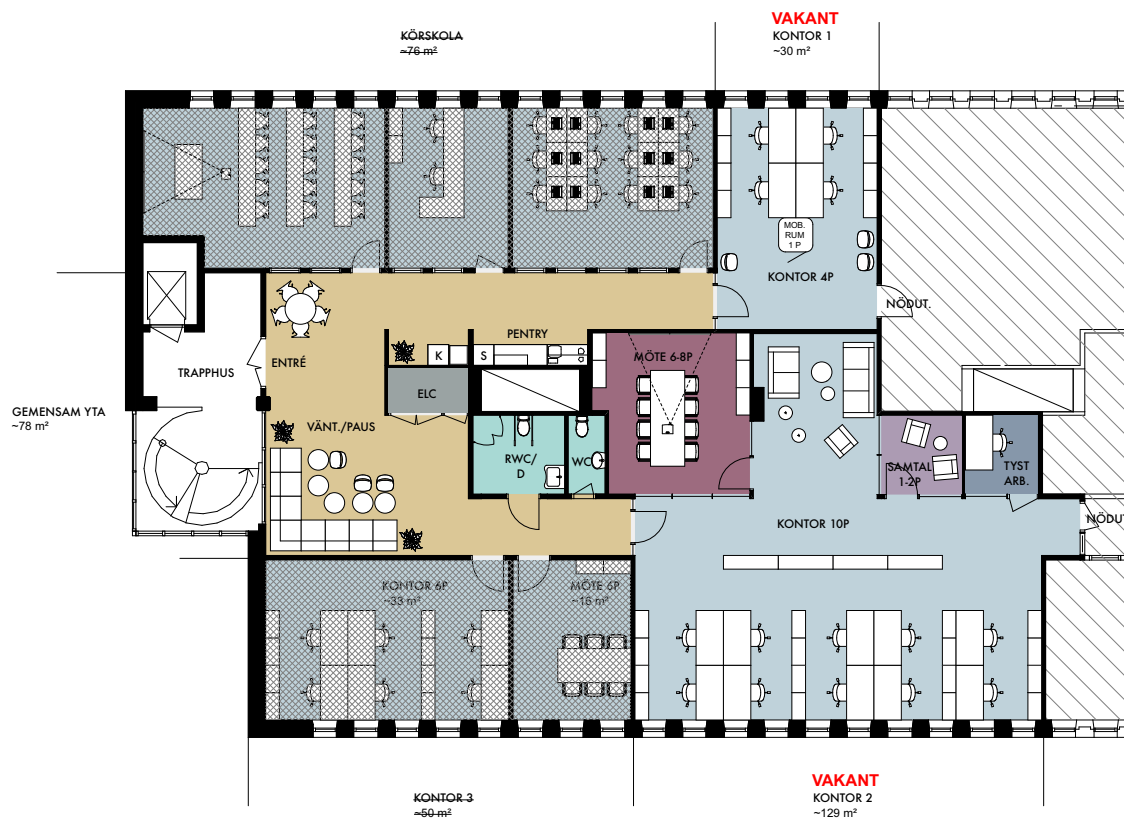 VAKANT
KÖRSKOLA
~76 m²
KONTOR 1
~30 m²
MOB.
RUM
1 P
KONTOR 4P
NÖDUT.
PENTRY
K
S
MÖTE 6-8P
ENTRÉ
TRAPPHUS
ELC
GEMENSAM YTA
~78 m²
VÄNT./PAUS
RWC/
D
WC
SAMTAL
1-2P
TYST
ARB.
KONTOR 10P
NÖDUT
KONTOR 6P
~33 m²
MÖTE 6P
~16 m²
VAKANT
KONTOR 3
~50 m²
KONTOR 2
~129 m²